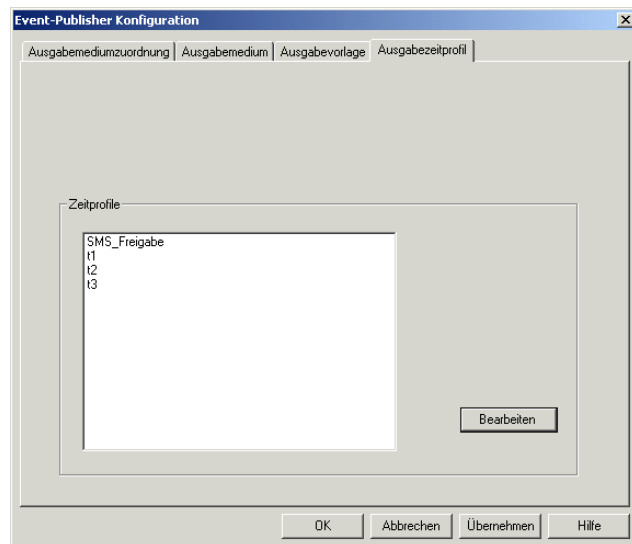 Event-Publisher Konfiguration
Ausgabemediumzuordnung Ausgabemedium Ausgabevorlage Ausgabezeitprofil
Zeitprofile
SMS_Freigabe
t1
t2
t3
Bearbeiten
OK Abbrechen Übernehmen Hilfe